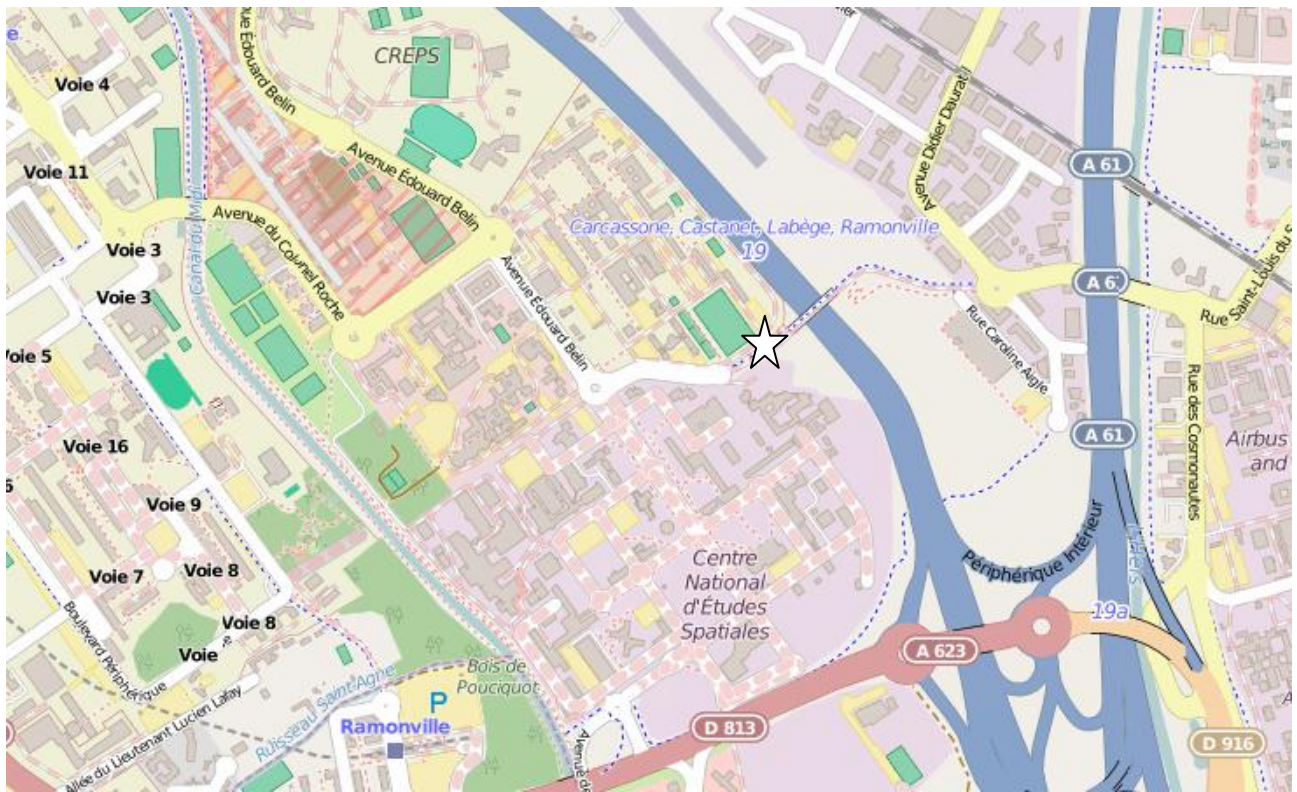 ue Édouard Belin
CREPS
Voie 4
A 61
Avenue Didier Daurat
Avenue Édouard Belin
Voie 11
Carcassone, Castanet, Labège, Ramonville
19
Avenue du Colonel Roche
Voie 3
Canal du Midi
Avenue Édouard Belin
A 6
Voie 3
Rue Saint-Louis du S
Rue Caroline Aigle
Voie 5
Rue des Cosmonautes
A 61
Airbus
and
Voie 16
Voie 9
Périphérique Intérieur
L'Hers
Centre
National
d'Études
Spatiales
Voie 7
Voie 8
19a
Voie 8
Boulevard Périphérique
Voie
A 623
Bois de
Pouciquot
Ruisseau Saint-Agne
Allée du Lieutenant Lucien Lafay
P
Ramonville
D 813
Avenue de
D 916